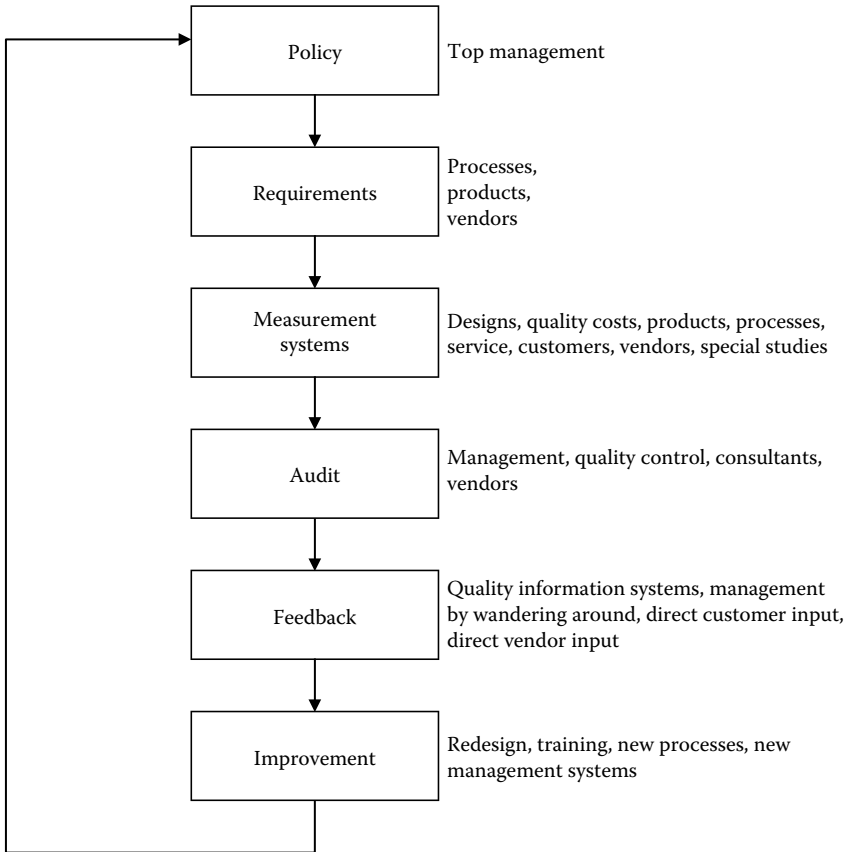 Policy
Top management
Requirements
Processes,
products,
vendors
Measurement
systems
Designs, quality costs, products, processes,
service, customers, vendors, special studies
Audit
Management, quality control, consultants,
vendors
Feedback
Quality information systems, management
by wandering around, direct customer input,
direct vendor input
Improvement
Redesign, training, new processes, new
management systems